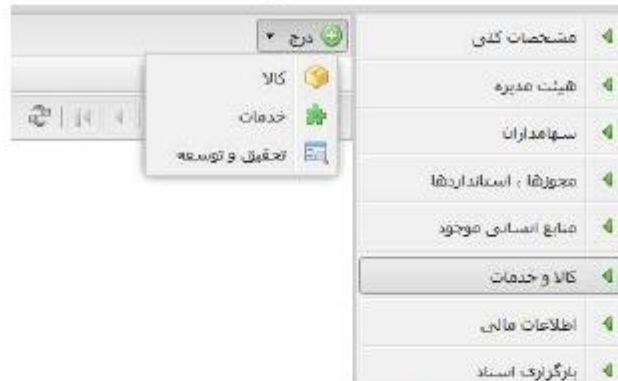 مشخصات کلی
هیئت مدیره
سهامداران
مجوزها ، استانداردها
منابع انسانی موجود
کالا و خدمات
اطلاعات مالی
بارگزاری اسناد
درج
کالا
خدمات
تحقیق و توسعه